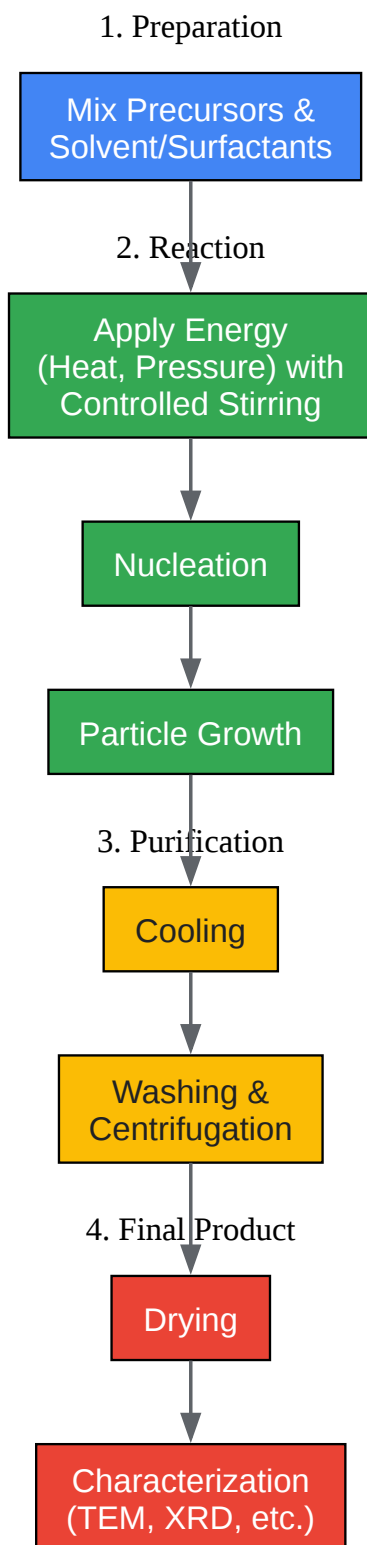 1. Preparation
Mix Precursors &
Solvent/Surfactants
2. Reaction
Apply Energy
(Heat, Pressure) with
Controlled Stirring
Nucleation
Particle Growth
3. Purification
Cooling
Washing &
Centrifugation
4. Final Product
Drying
Characterization
(TEM, XRD, etc.)